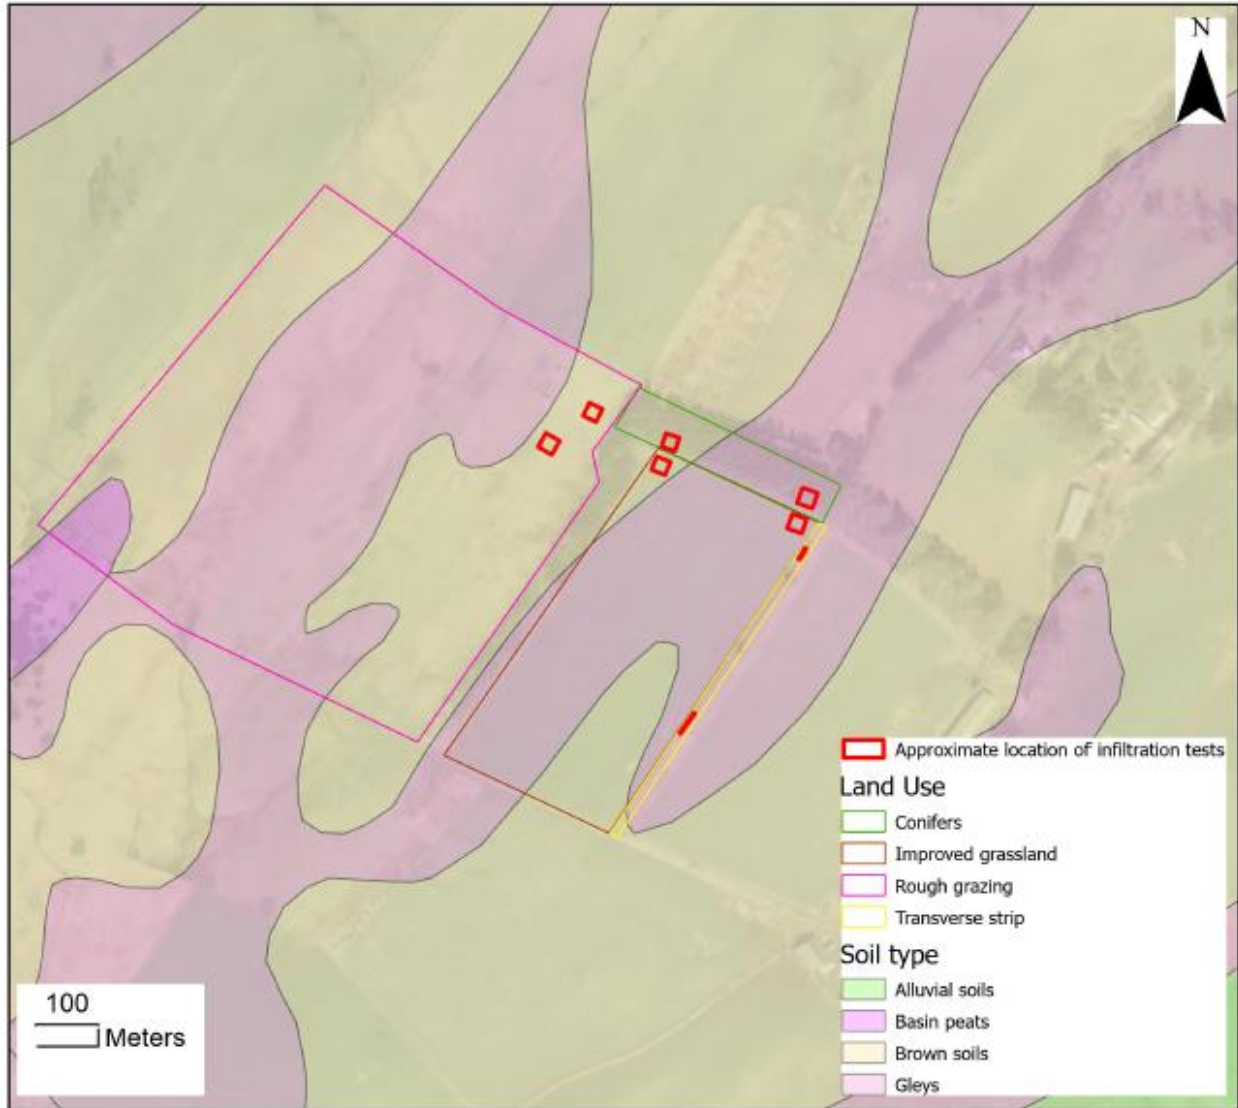 N
Approximate location of infiltration tests
Land Use
Conifers
Improved grassland
Rough grazing
Transverse strip
Soil type
Alluvial soils
Basin peats
Brown soils
Gleys
100
Meters